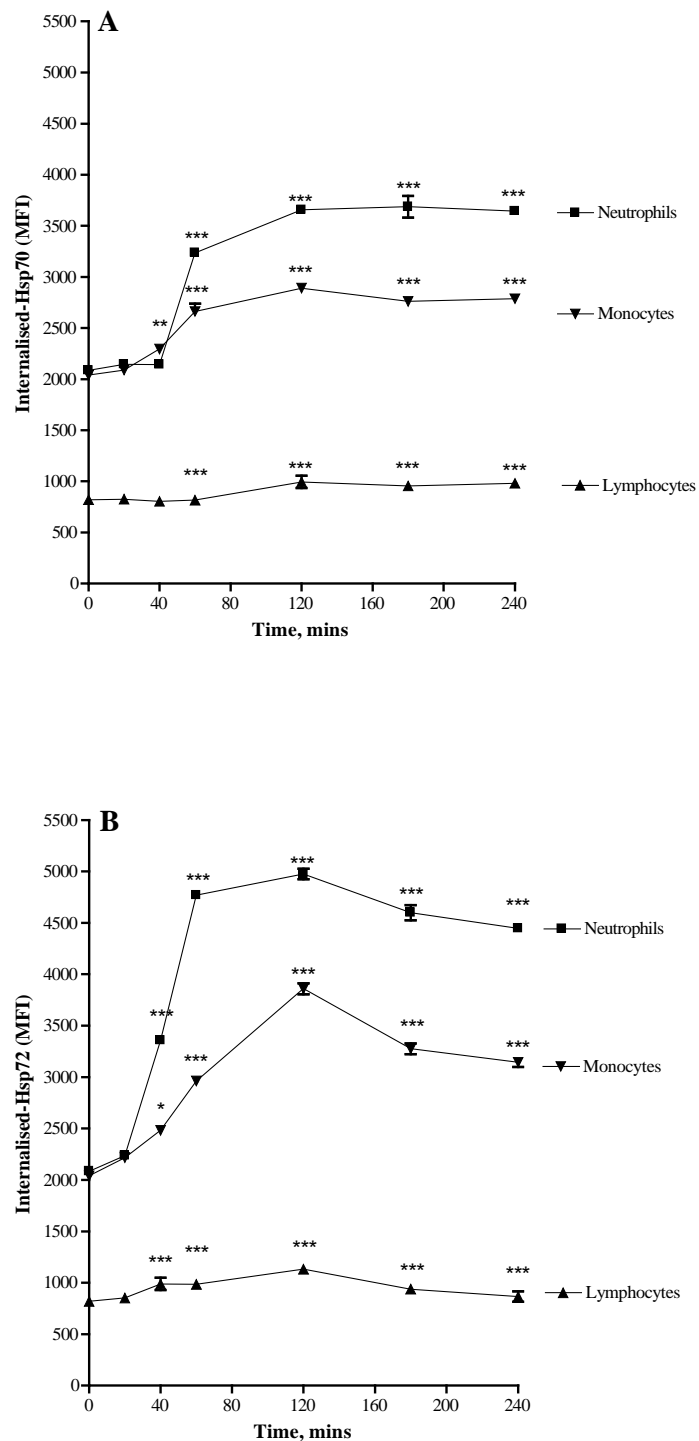 A
5500
5000
4500
4000
3500
3000
2500
2000
1500
1000
500
0
Internalised-Hsp70 (MFI)
*** *** *** ***
** *** *** *** ***
*** *** *** ***
Neutrophils
Monocytes
Lymphocytes
0 40 80 120 160 200 240
Time, mins
B
5500
5000
4500
4000
3500
3000
2500
2000
1500
1000
500
0
Internalised-Hsp72 (MFI)
*** *** *** *** ***
* *** *** *** ***
*** *** *** *** ***
Neutrophils
Monocytes
Lymphocytes
0 40 80 120 160 200 240
Time, mins